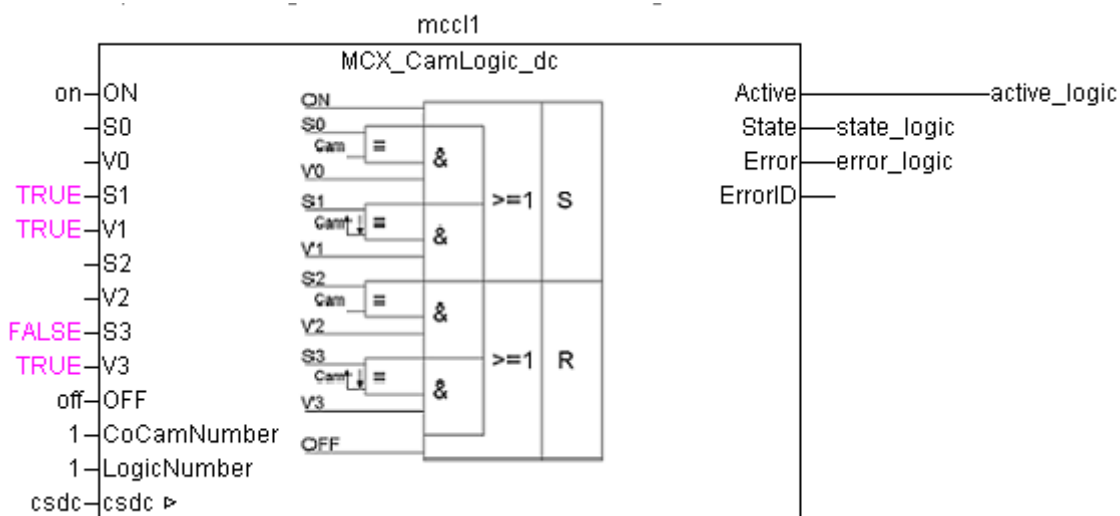 mccl1
MCX_CamLogic_dc
on ON Active active_logic
S0 State state_logic
V0 Error error_logic
TRUE S1 ErrorID
TRUE V1
S2
V2
FALSE S3
TRUE V3
off OFF
1 CoCamNumber
1 LogicNumber
csdc csdc
ON
S0
Cam = &
V0
S1 >=1 S
Cam = &
V1
S2
Cam = &
V2
S3 >=1 R
Cam = &
V3
OFF